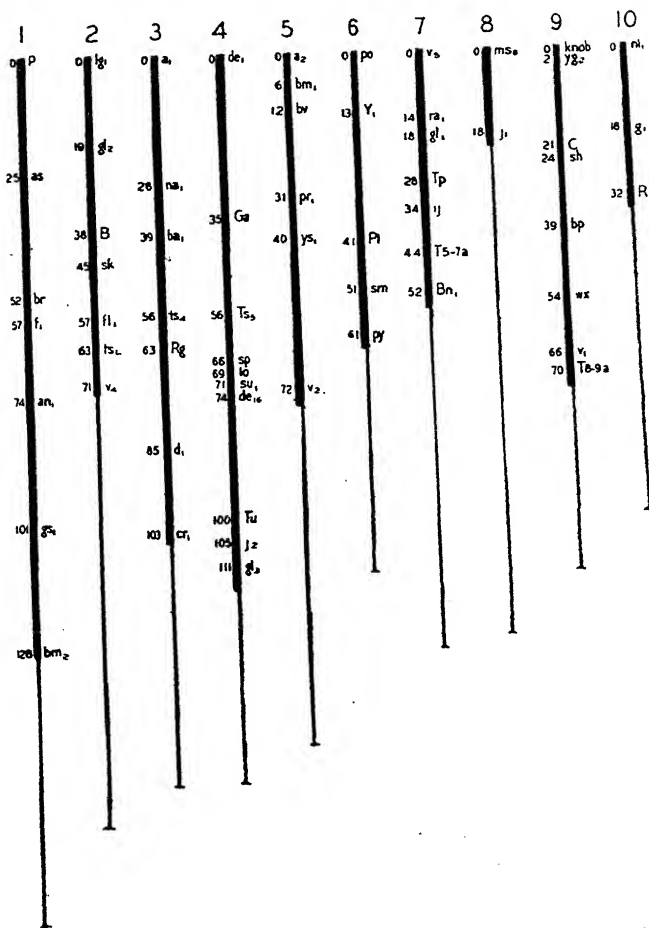 1 2 3 4 5 6 7 8 9 10
0 p
25 as
52 br
57 f₁
74 an₁
101 gs₁
128 bm₂
0 lg₁
19 gl₂
38 B
45 sk
57 fl₁
63 ts₁
71 v₄
0 a₁
28 na₁
39 ba₁
56 ts₄
63 Rg
85 d₁
103 cr₁
0 de₁
35 Ga
56 Ts₅
66 sp
69 lo
71 su₁
74 de₁₆
100 Tu
105 j₂
111 gl₃
0 a₂
6 bm₁
12 bv
31 pr₁
40 ys₁
72 v₂
0 po
13 Y₁
41 Pl
51 sm
61 py
0 v₅
14 ra₁
18 gl₁
28 Tp
34 ij
44 T5-7a
52 Bn₁
0 ms₈
18 j₁
0 knob
2 yg₂
21 C
24 sh
39 bp
54 wx
66 v₁
70 T8-9a
0 nl₁
18 g₁
32 R